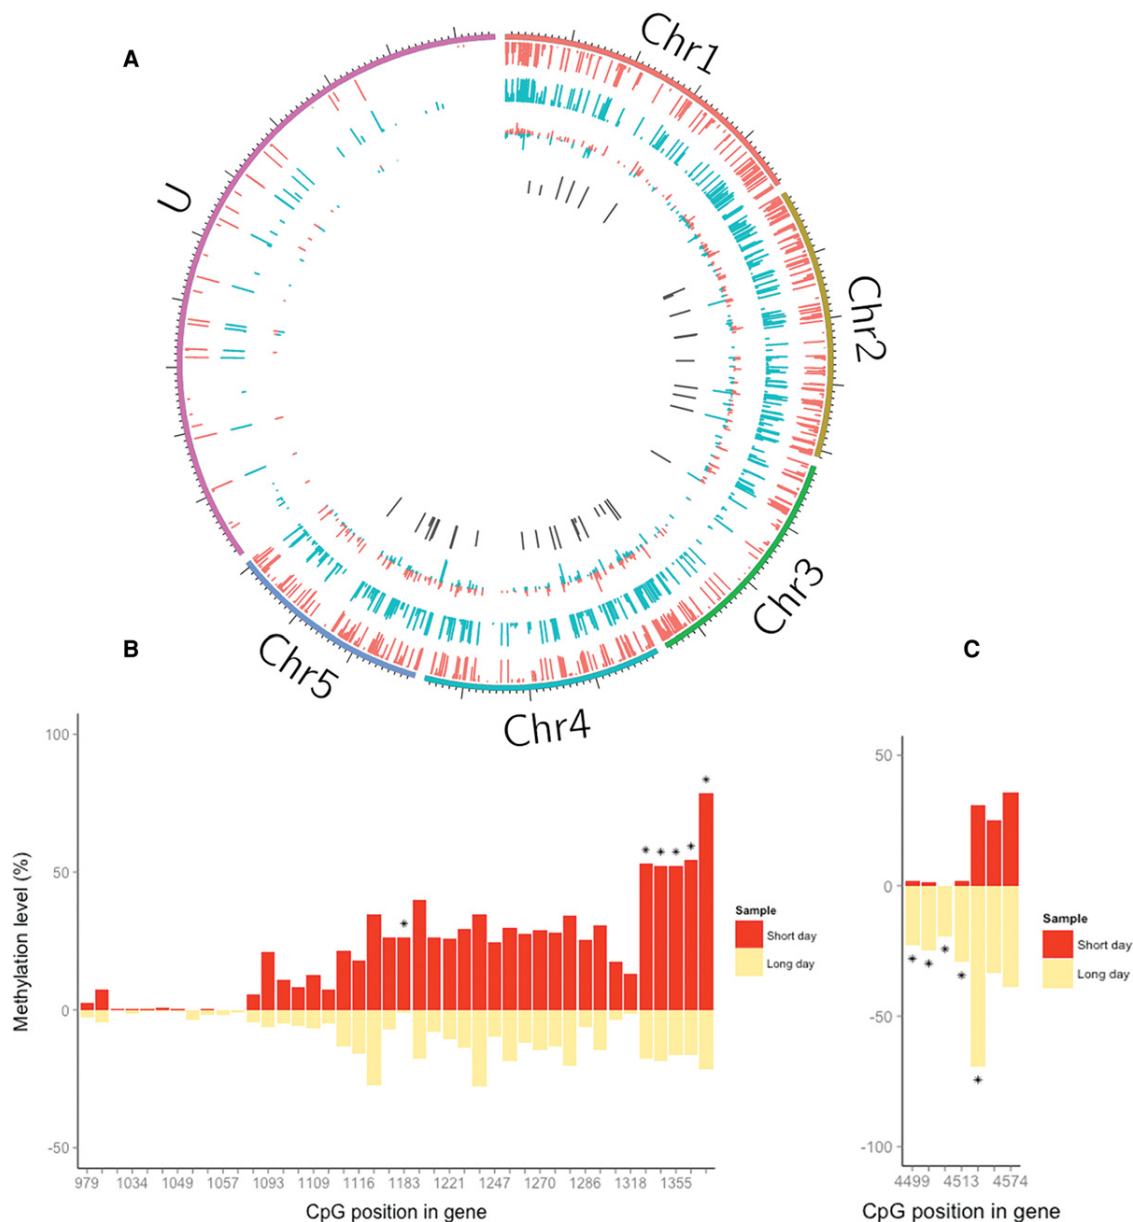 A
Chr1
Chr2
Chr3
Chr4
Chr5
U
B
C
Methylation level (%)
100
50
0
-50
979 1034 1049 1057 1093 1109 1116 1183 1221 1247 1270 1286 1318 1355
CpG position in gene
Sample
Short day
Long day
50
0
-50
-100
4499 4513 4574
CpG position in gene
Sample
Short day
Long day